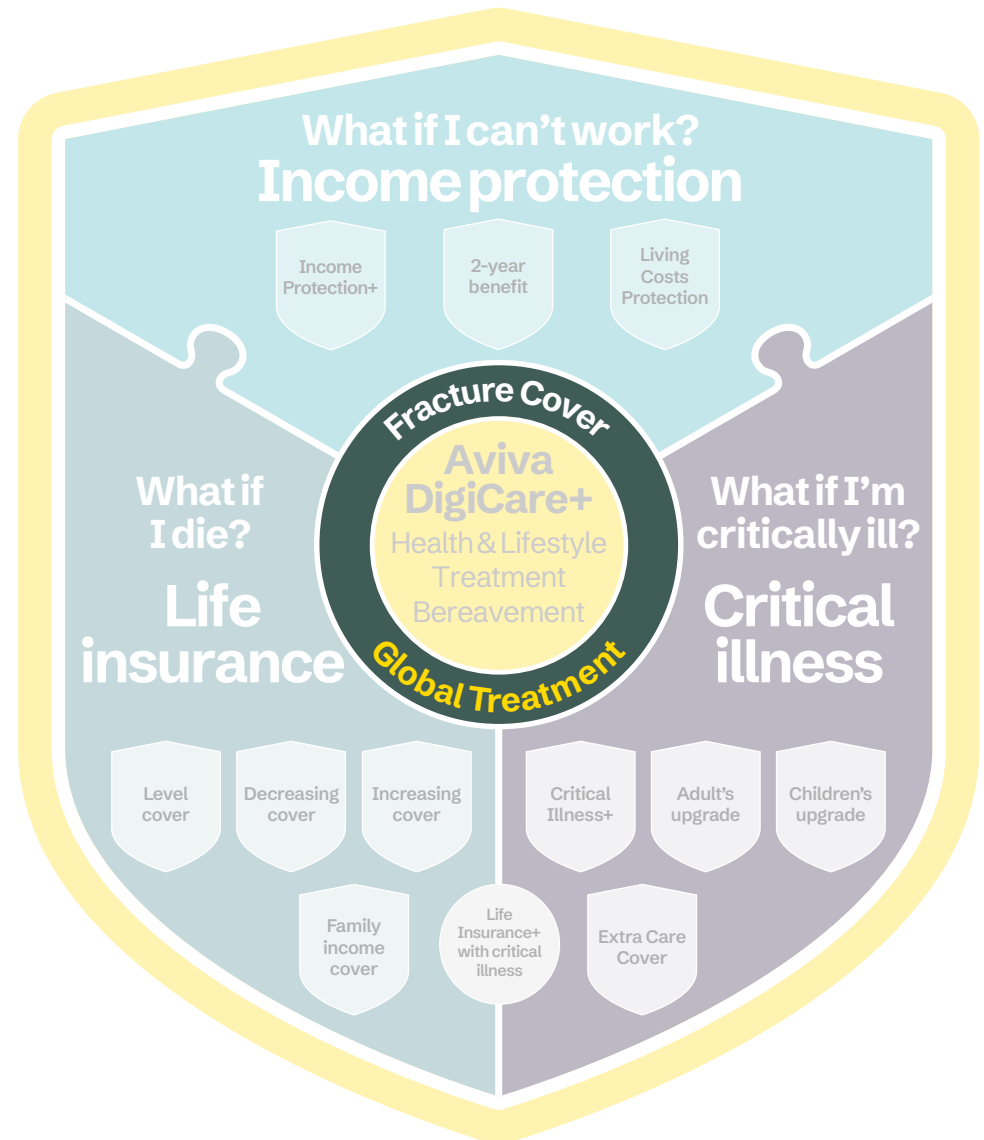 What if I can't work?
Income protection
Income
Protection+
2-year
benefit
Living
Costs
Protection
Fracture Cover
Aviva
DigiCare+
Health & Lifestyle
Treatment
Bereavement
Global Treatment
What if
I die?
Life
insurance
What if I'm
critically ill?
Critical
illness
Level
cover
Decreasing
cover
Increasing
cover
Critical
Illness+
Adult's
upgrade
Children's
upgrade
Family
income
cover
Life
Insurance+
with critical
illness
Extra Care
Cover